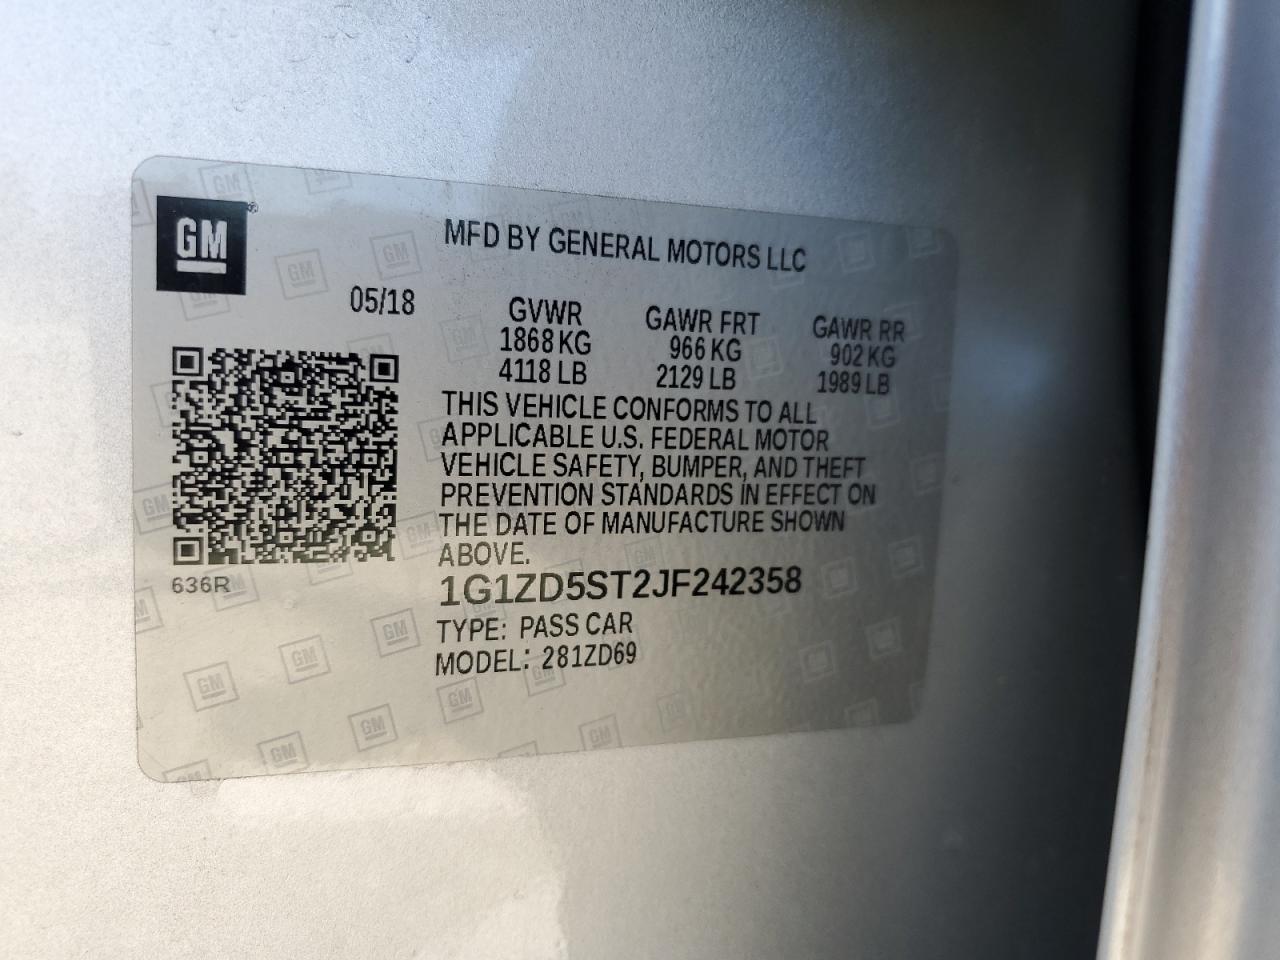 GM
MFD BY GENERAL MOTORS LLC
05/18
GVWR GAWR FRT GAWR RR
1868 KG 966 KG 902 KG
4118 LB 2129 LB 1989 LB
THIS VEHICLE CONFORMS TO ALL
APPLICABLE U.S. FEDERAL MOTOR
VEHICLE SAFETY, BUMPER, AND THEFT
PREVENTION STANDARDS IN EFFECT ON
THE DATE OF MANUFACTURE SHOWN
ABOVE.
636R
1G1ZD5ST2JF242358
TYPE: PASS CAR
MODEL: 281ZD69